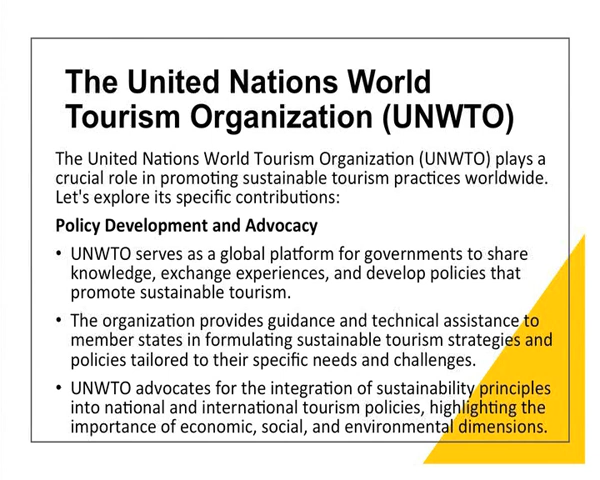 The United Nations World
Tourism Organization (UNWTO)
The United Nations World Tourism Organization (UNWTO) plays a
crucial role in promoting sustainable tourism practices worldwide.
Let's explore its specific contributions:
Policy Development and Advocacy
• UNWTO serves as a global platform for governments to share
knowledge, exchange experiences, and develop policies that
promote sustainable tourism.
• The organization provides guidance and technical assistance to
member states in formulating sustainable tourism strategies and
policies tailored to their specific needs and challenges.
• UNWTO advocates for the integration of sustainability principles
into national and international tourism policies, highlighting the
importance of economic, social, and environmental dimensions.